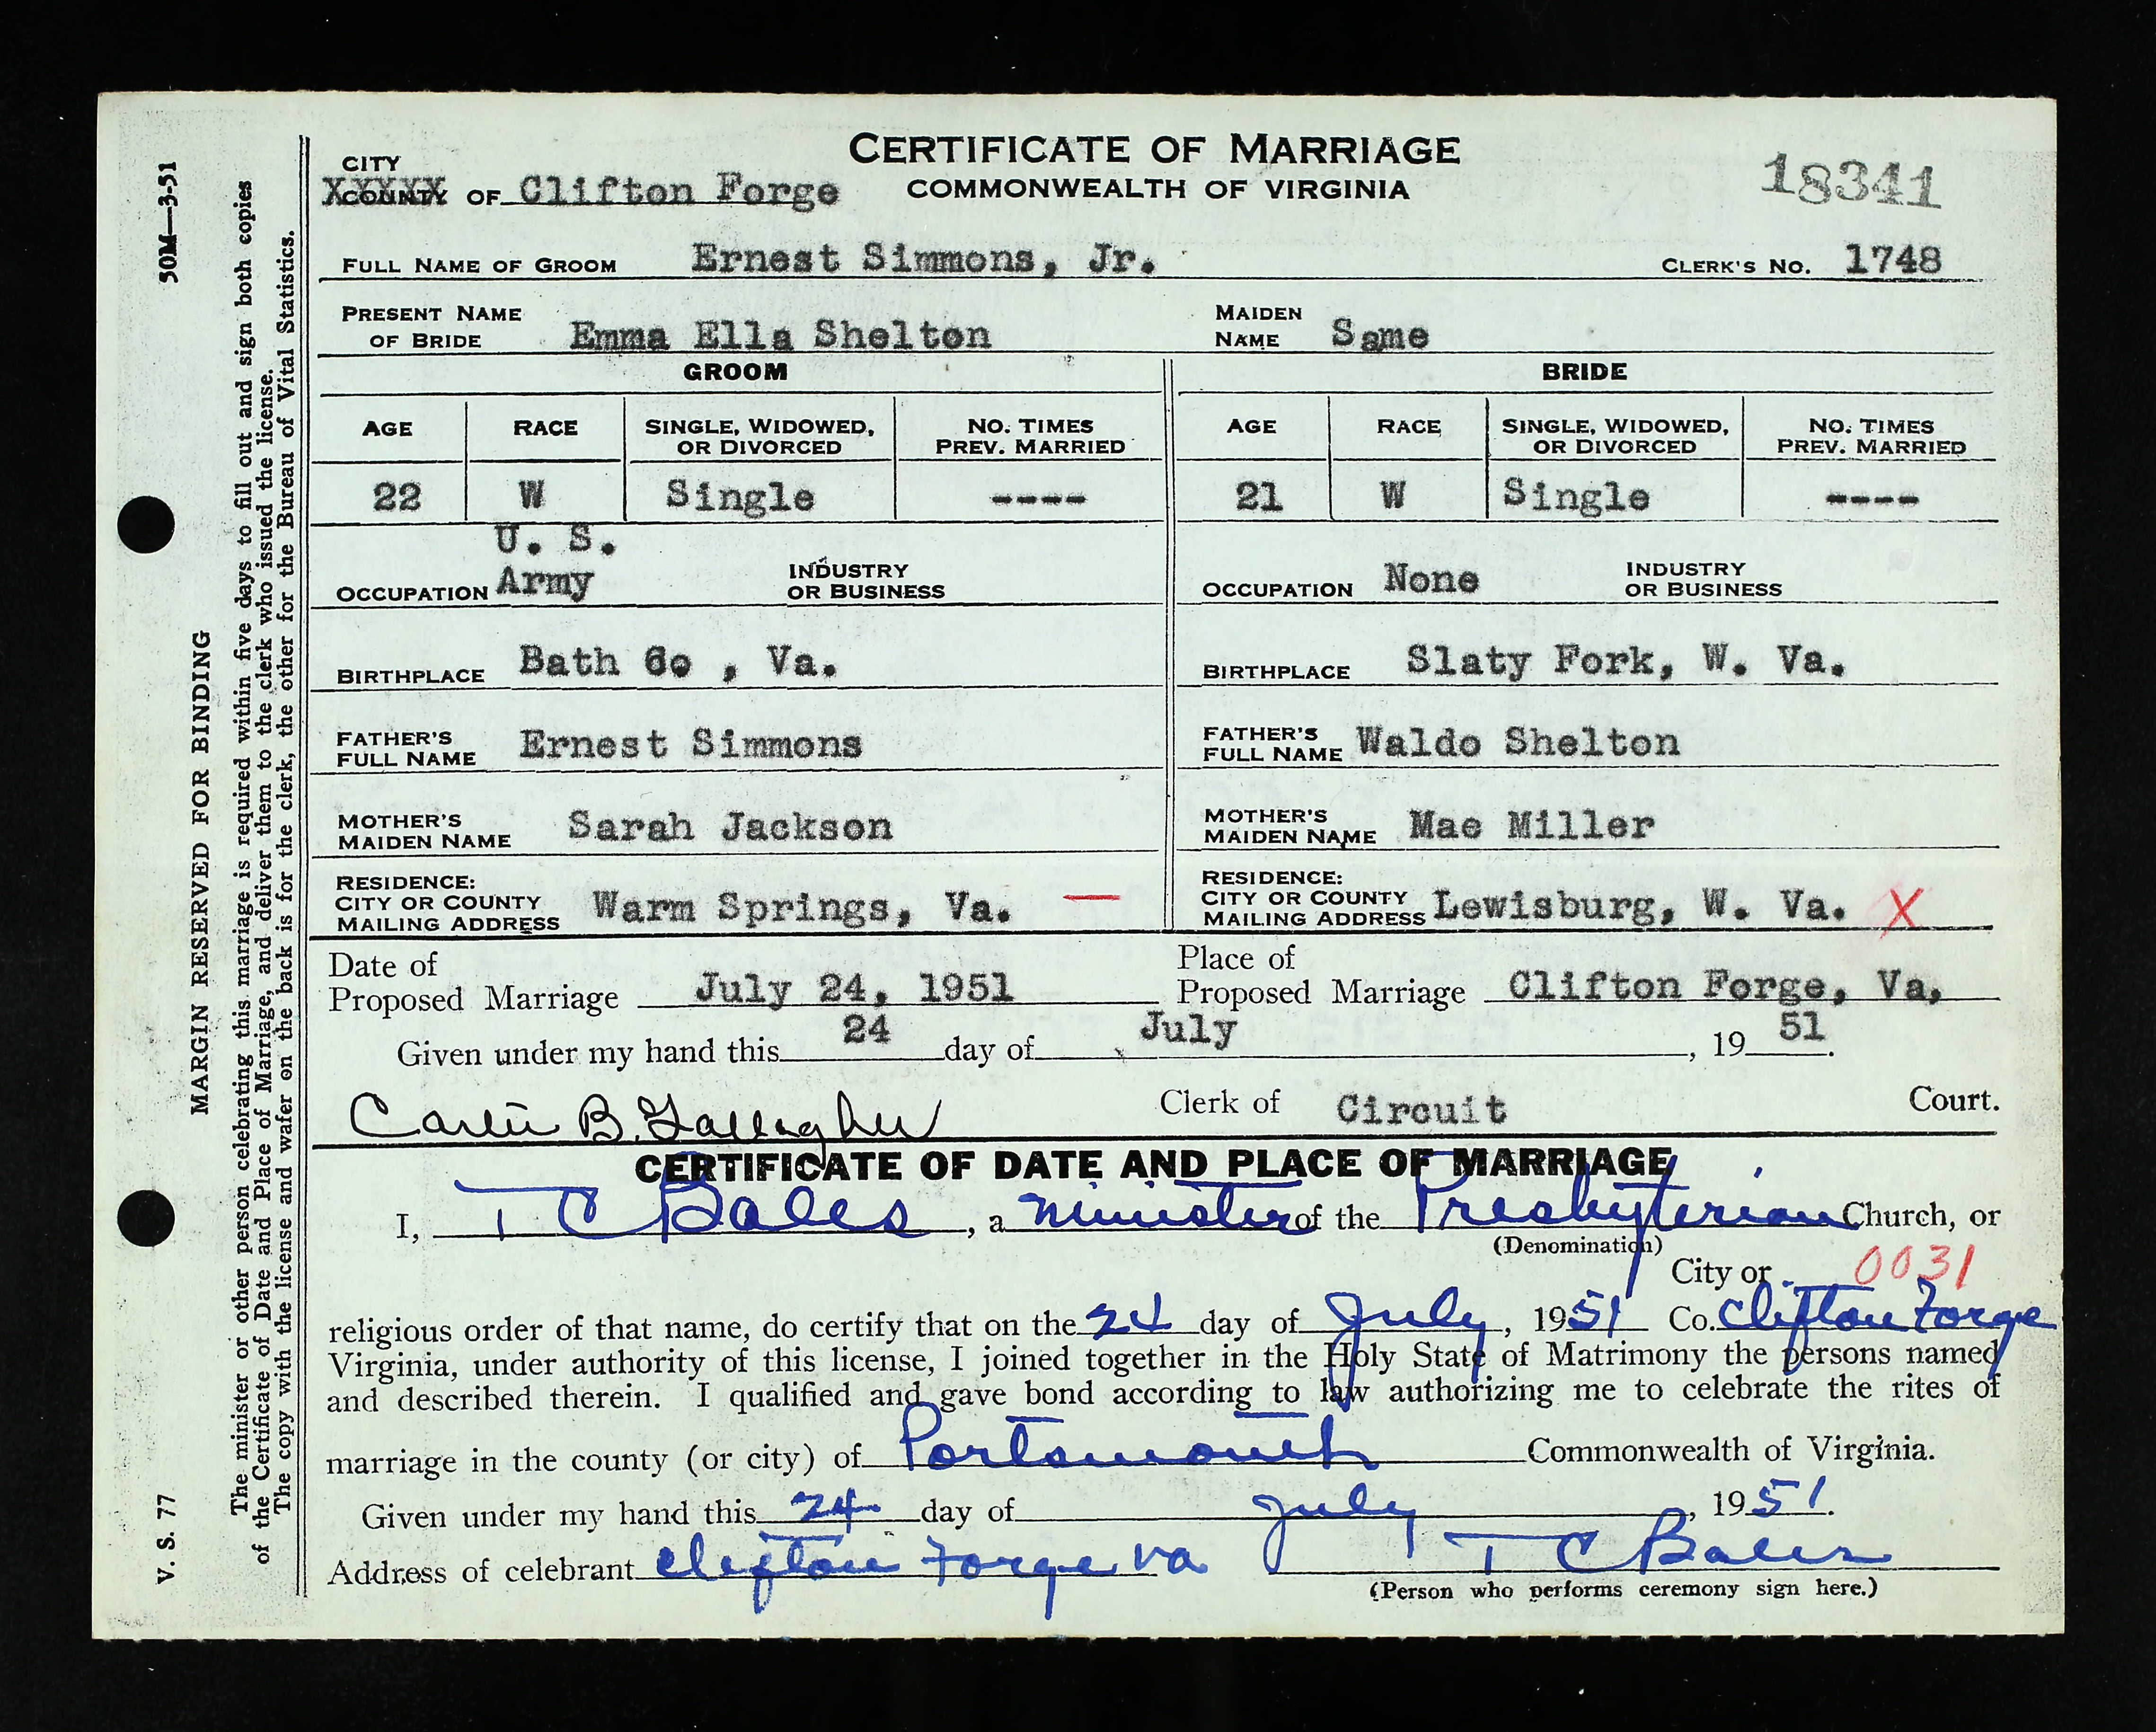 50M—3-51
MARGIN RESERVED FOR BINDING
The minister or other person celebrating this marriage is required within five days to fill out and sign both copies
of the Certificate of Date and Place of Marriage, and deliver them to the clerk who issued the license.
The copy with the license and wafer on the back is for the clerk, the other for the Bureau of Vital Statistics.
V. S. 77
CERTIFICATE OF MARRIAGE
COMMONWEALTH OF VIRGINIA
18341
CITY
COUNTY OF Clifton Forge
FULL NAME OF GROOM Ernest Simmons, Jr. CLERK'S NO. 1748
PRESENT NAME OF BRIDE Emma Ella Shelton MAIDEN NAME Same
GROOM BRIDE
AGE RACE SINGLE, WIDOWED, OR DIVORCED NO. TIMES PREV. MARRIED AGE RACE SINGLE, WIDOWED, OR DIVORCED NO. TIMES PREV. MARRIED
22 W Single ---- 21 W Single ----
OCCUPATION U. S. Army INDUSTRY OR BUSINESS OCCUPATION None INDUSTRY OR BUSINESS
BIRTHPLACE Bath Co , Va. BIRTHPLACE Slaty Fork, W. Va.
FATHER'S FULL NAME Ernest Simmons FATHER'S FULL NAME Waldo Shelton
MOTHER'S MAIDEN NAME Sarah Jackson MOTHER'S MAIDEN NAME Mae Miller
RESIDENCE: CITY OR COUNTY MAILING ADDRESS Warm Springs, Va. — RESIDENCE: CITY OR COUNTY MAILING ADDRESS Lewisburg, W. Va. X
Date of Proposed Marriage July 24, 1951 Place of Proposed Marriage Clifton Forge, Va,
Given under my hand this 24 day of July, 19 51.
B. Gallagher Clerk of Circuit Court.
CERTIFICATE OF DATE AND PLACE OF MARRIAGE
I, T C Bales, a minister of the Presbyterian Church, or
(Denomination)
City or 0031
religious order of that name, do certify that on the 24 day of July, 1951 Co. Clifton Forge
Virginia, under authority of this license, I joined together in the Holy State of Matrimony the persons named
and described therein. I qualified and gave bond according to law authorizing me to celebrate the rites of
marriage in the county (or city) of Portsmouth Commonwealth of Virginia.
Given under my hand this 24 day of July, 1951.
Address of celebrant Clifton Forge Va T C Bales
(Person who performs ceremony sign here.)